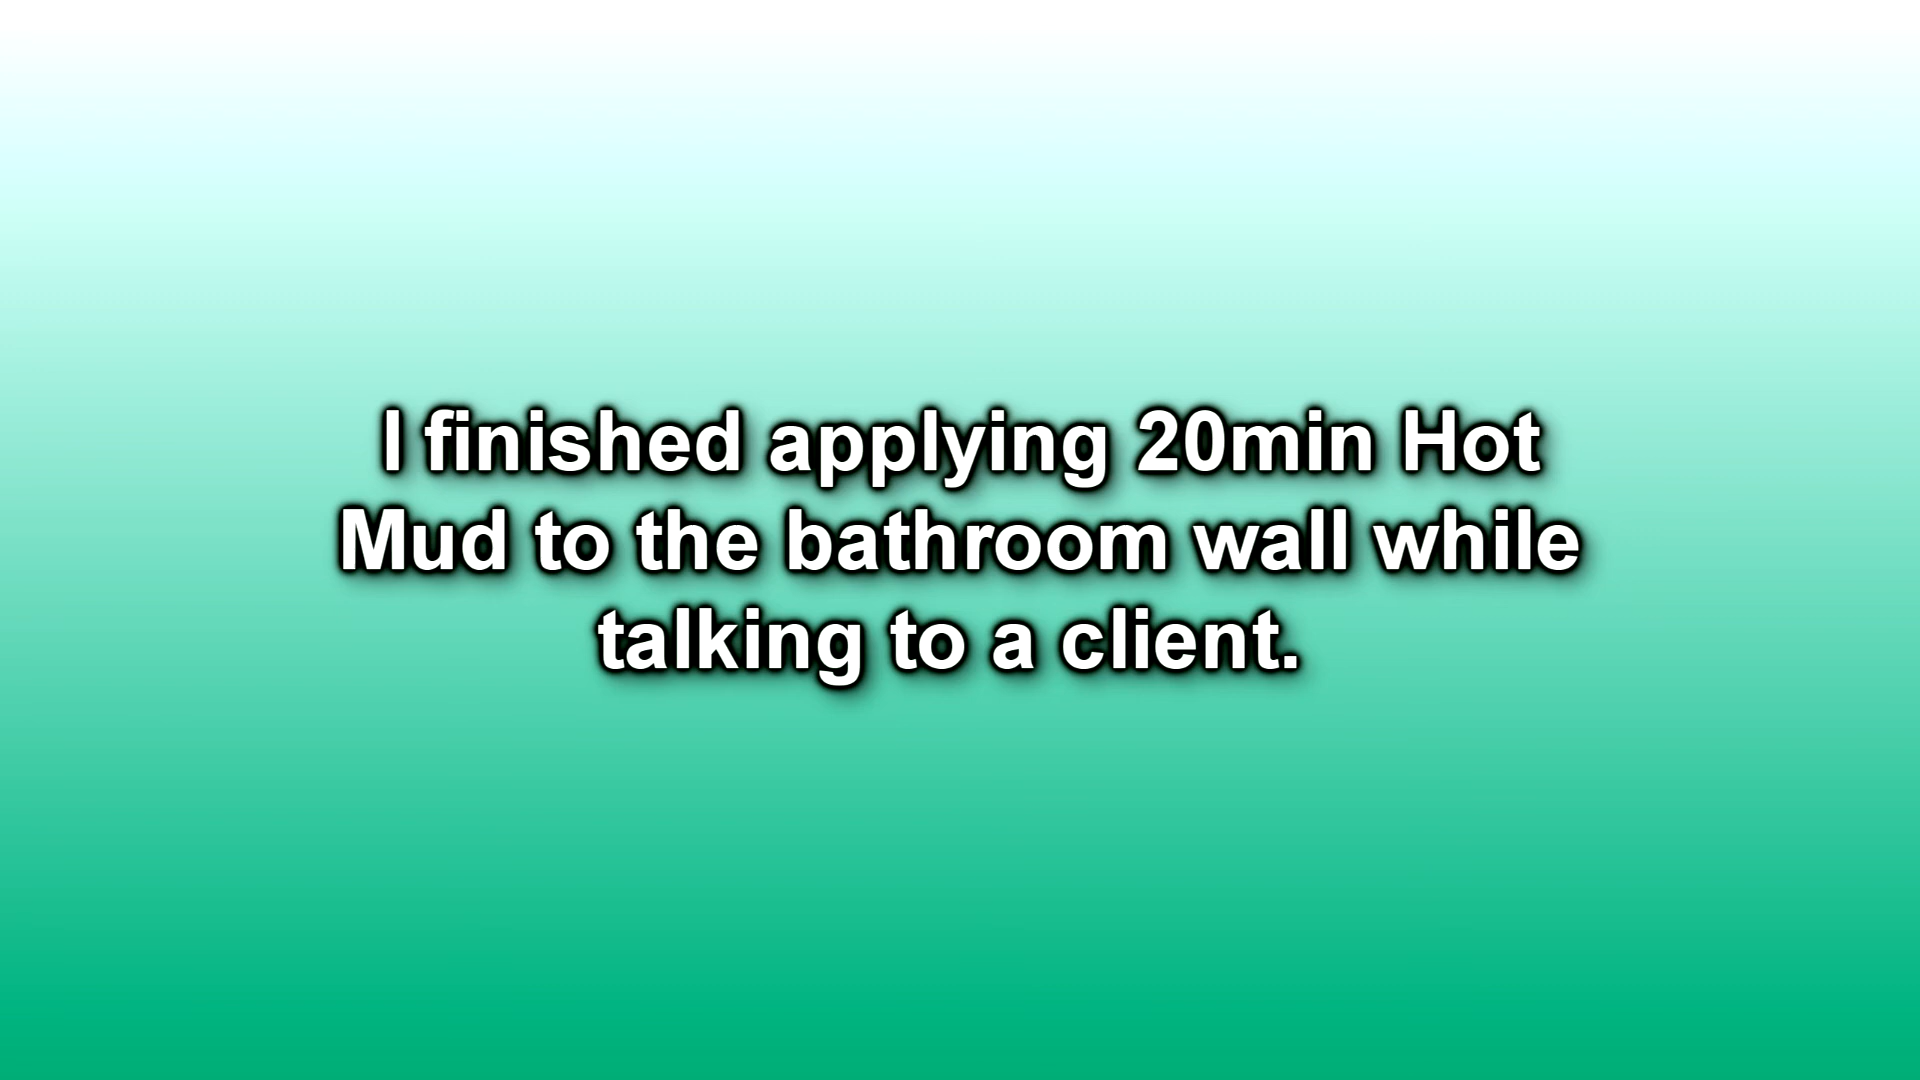 I finished applying 20min Hot
Mud to the bathroom wall while
talking to a client.